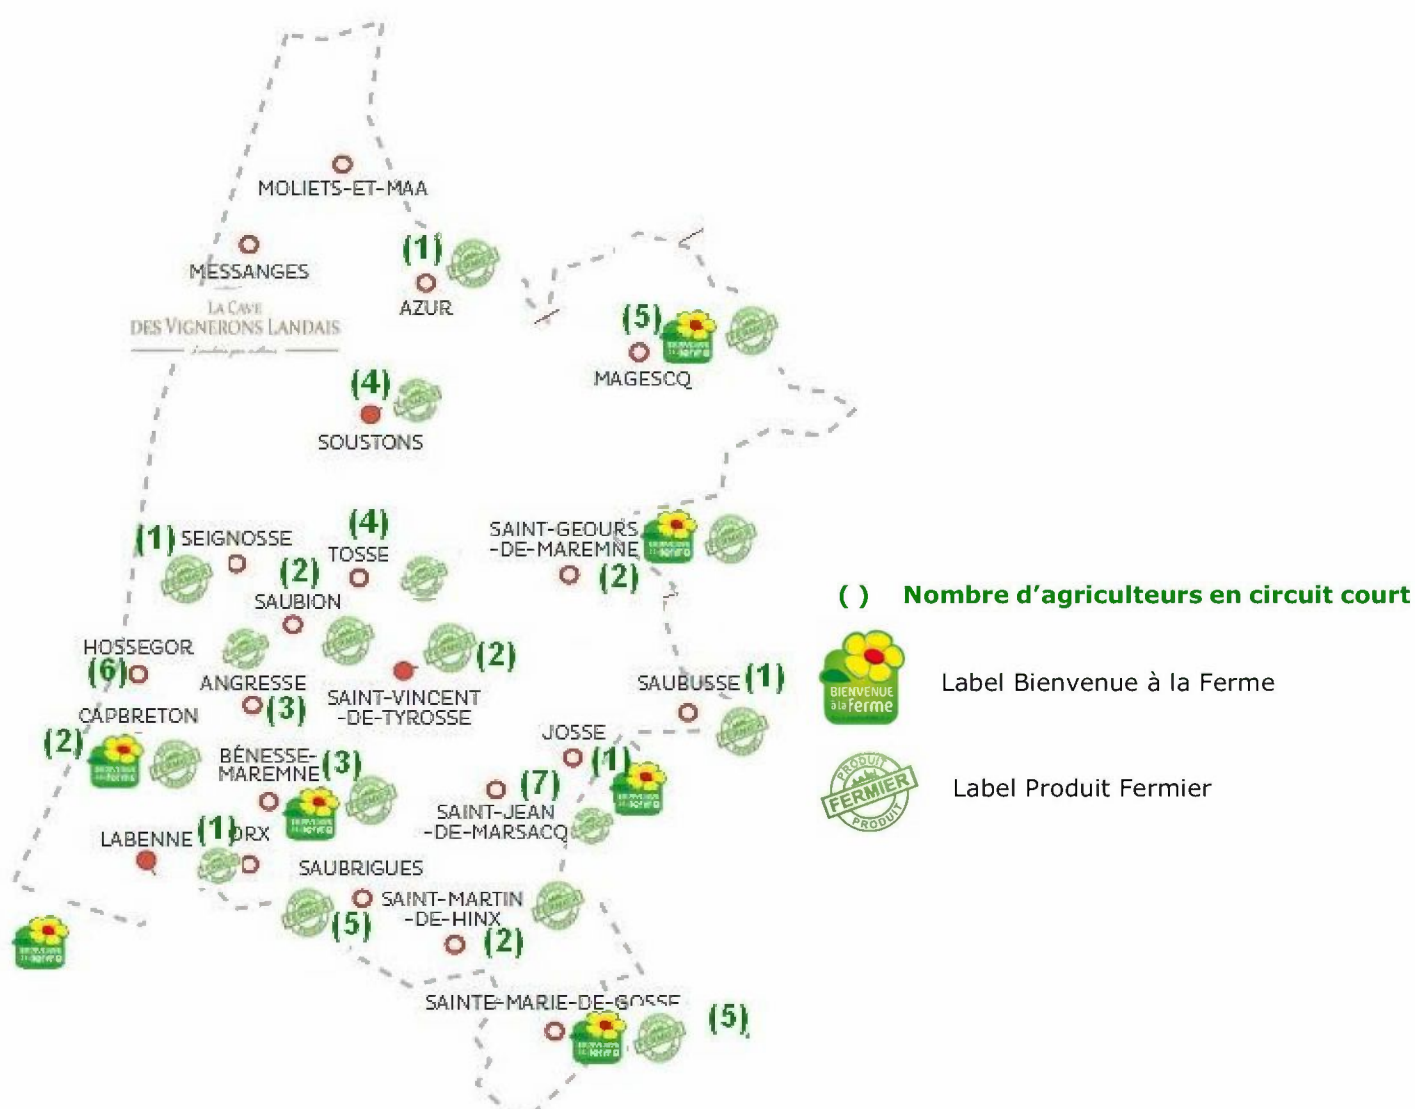 MOLIETS-ET-MAA
MESSANGES
LA CAVE
DES VIGNERONS LANDAIS
(1)
AZUR
(5)
MAGESCQ
(4)
SOUSTONS
(1) SEIGNOSSE
(4)
TOSSE
(2)
SAUBION
SAINT-GEOURS
-DE-MAREMNE
(2)
HOSSEGOR
(6)
ANGRESSE
(3)
(2)
SAINT-VINCENT
-DE-TYROSSE
SAUBUSSE (1)
CAPBRETON
(2)
BÉNESSE-
MAREMNE (3)
JOSSE
(1)
(7)
SAINT-JEAN
-DE-MARSACQ
LABENNE (1) ORX
SAUBRIGUES
(5)
SAINT-MARTIN
-DE-HINX
(2)
SAINTE-MARIE-DE-GOSSE
(5)
( ) Nombre d'agriculteurs en circuit court
BIENVENUE
à la ferme
Label Bienvenue à la Ferme
PRODUIT
FERMIER
PRODUIT
Label Produit Fermier